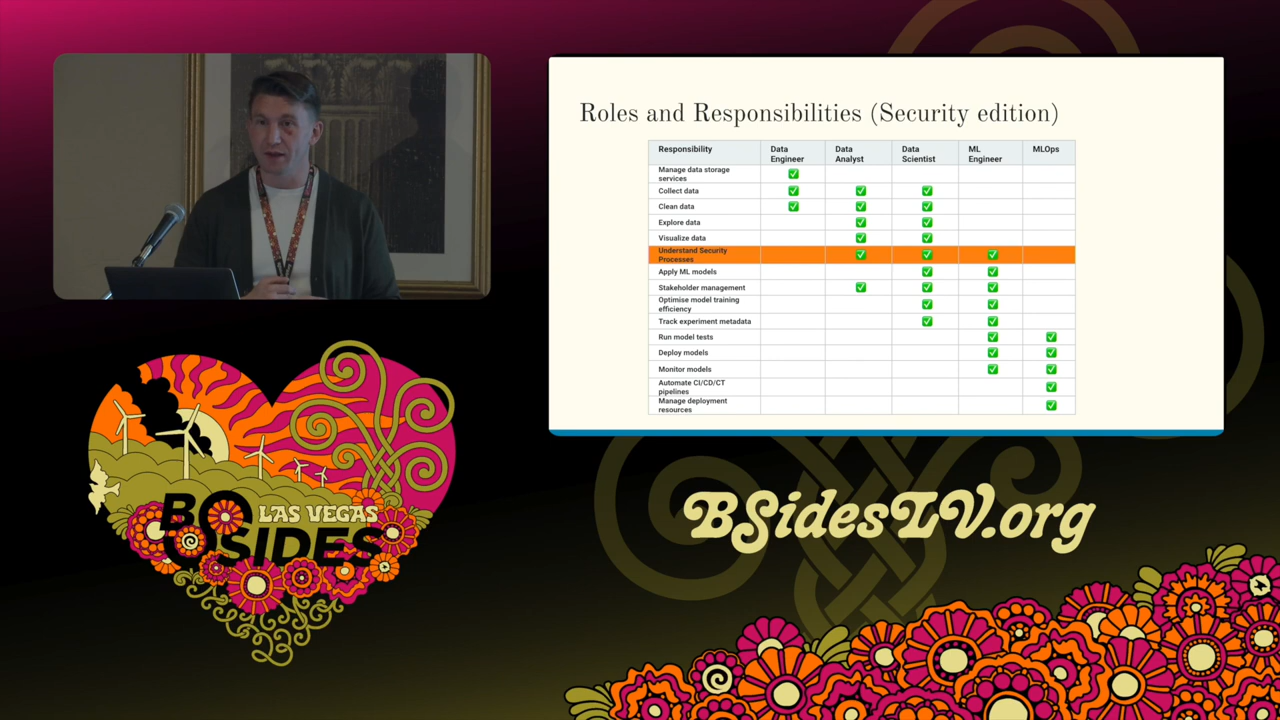 Roles and Responsibilities (Security edition)
Responsibility Data Engineer Data Analyst Data Scientist ML Engineer MLOps
Manage data storage services ✅
Collect data ✅ ✅ ✅
Clean data ✅ ✅ ✅
Explore data ✅ ✅
Visualize data ✅ ✅
Understand Security Processes ✅ ✅ ✅
Apply ML models ✅ ✅
Stakeholder management ✅ ✅ ✅
Optimise model training efficiency ✅ ✅
Track experiment metadata ✅ ✅
Run model tests ✅ ✅
Deploy models ✅ ✅
Monitor models ✅ ✅
Automate CI/CD/CT pipelines ✅
Manage deployment resources ✅
BSIDES
LAS VEGAS
23
BSidesLV.org